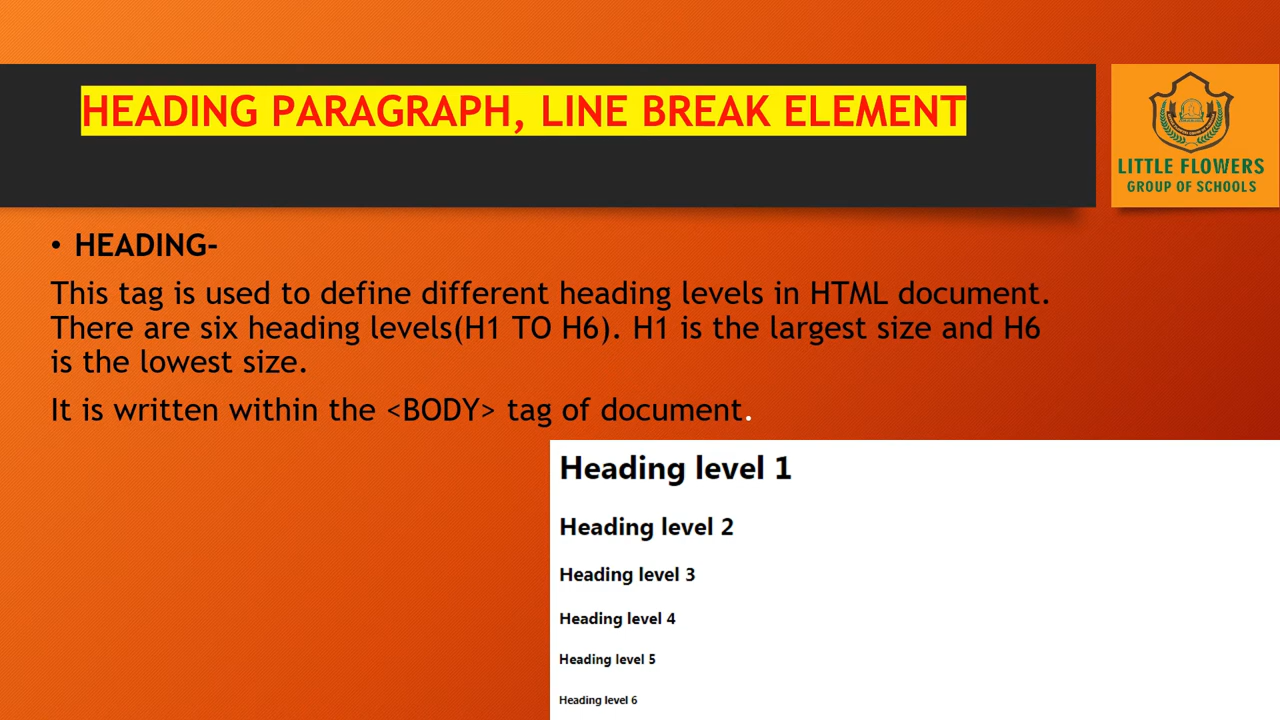 HEADING PARAGRAPH, LINE BREAK ELEMENT
LITTLE FLOWERS
GROUP OF SCHOOLS
• HEADING-
This tag is used to define different heading levels in HTML document.
There are six heading levels(H1 TO H6). H1 is the largest size and H6
is the lowest size.
It is written within the <BODY> tag of document.
Heading level 1
Heading level 2
Heading level 3
Heading level 4
Heading level 5
Heading level 6